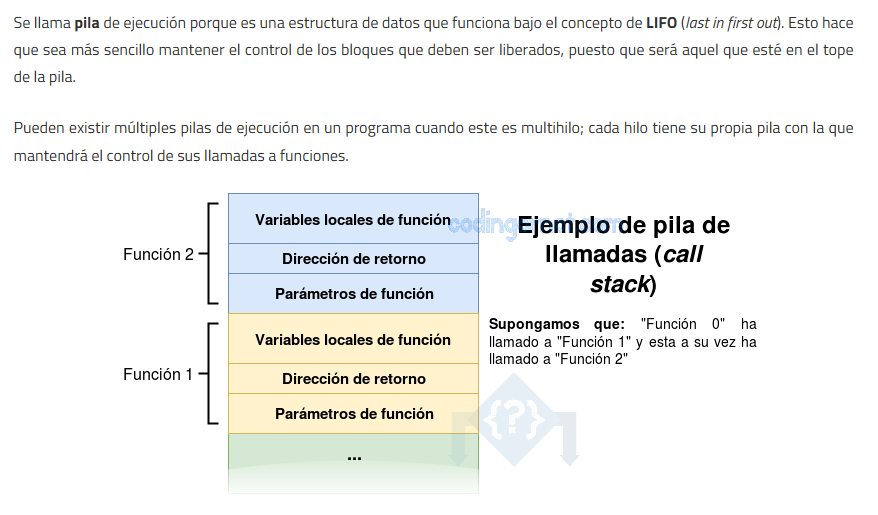 Se llama pila de ejecución porque es una estructura de datos que funciona bajo el concepto de LIFO (last in first out). Esto hace
que sea más sencillo mantener el control de los bloques que deben ser liberados, puesto que será aquel que esté en el tope
de la pila.
Pueden existir múltiples pilas de ejecución en un programa cuando este es multihilo; cada hilo tiene su propia pila con la que
mantendrá el control de sus llamadas a funciones.
Función 2
Variables locales de función
Dirección de retorno
Parámetros de función
Función 1
Variables locales de función
Dirección de retorno
Parámetros de función
...
Ejemplo de pila de
llamadas (call
stack)
Supongamos que: "Función 0" ha
llamado a "Función 1" y esta a su vez ha
llamado a "Función 2"
{?}